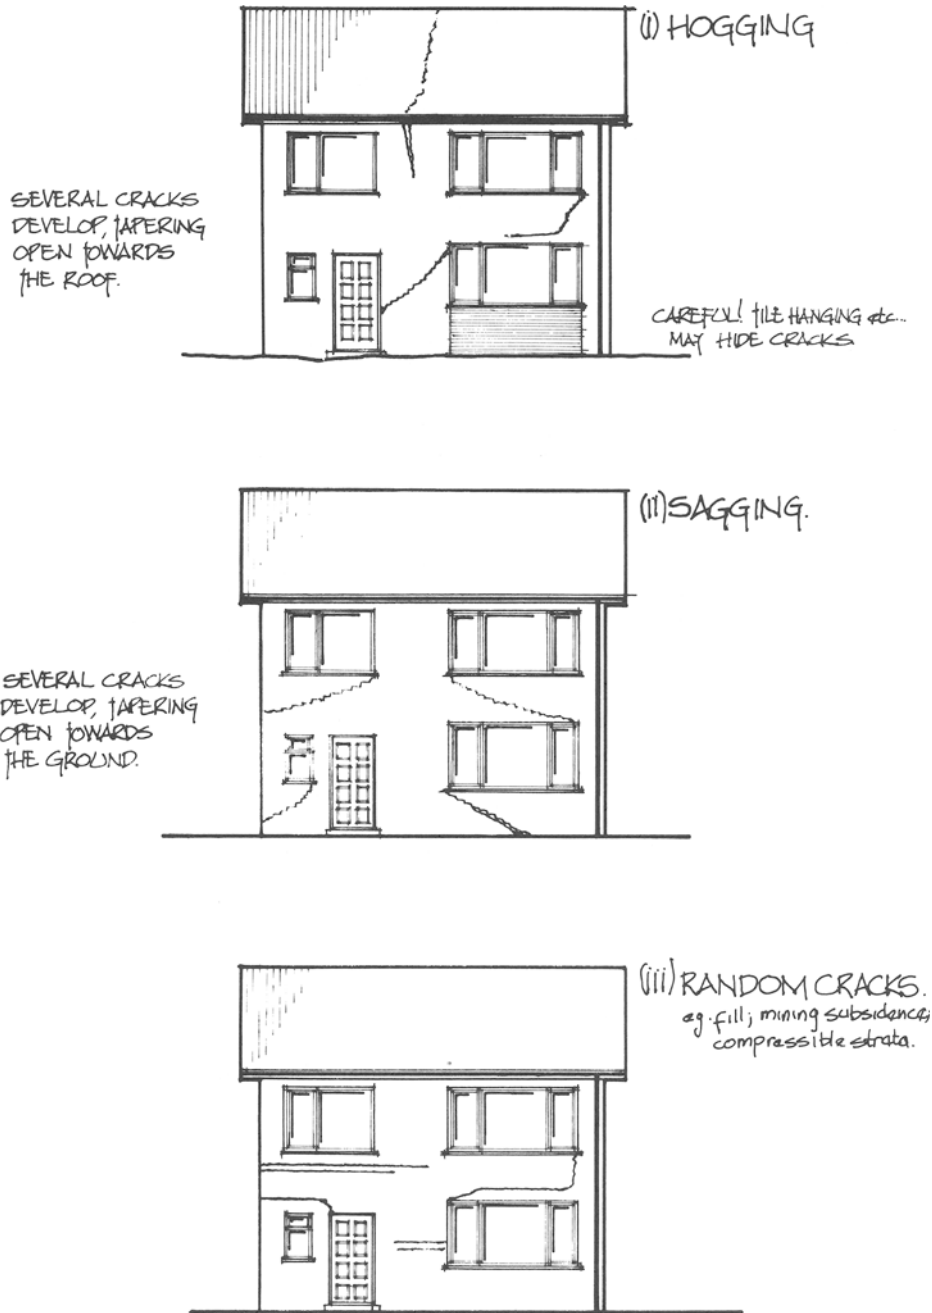 (i) HOGGING
SEVERAL CRACKS
DEVELOP, TAPERING
OPEN TOWARDS
THE ROOF.
CAREFUL! TILE HANGING etc...
MAY HIDE CRACKS
(ii) SAGGING.
SEVERAL CRACKS
DEVELOP, TAPERING
OPEN TOWARDS
THE GROUND.
(iii) RANDOM CRACKS.
eg. fill; mining subsidence;
compressible strata.